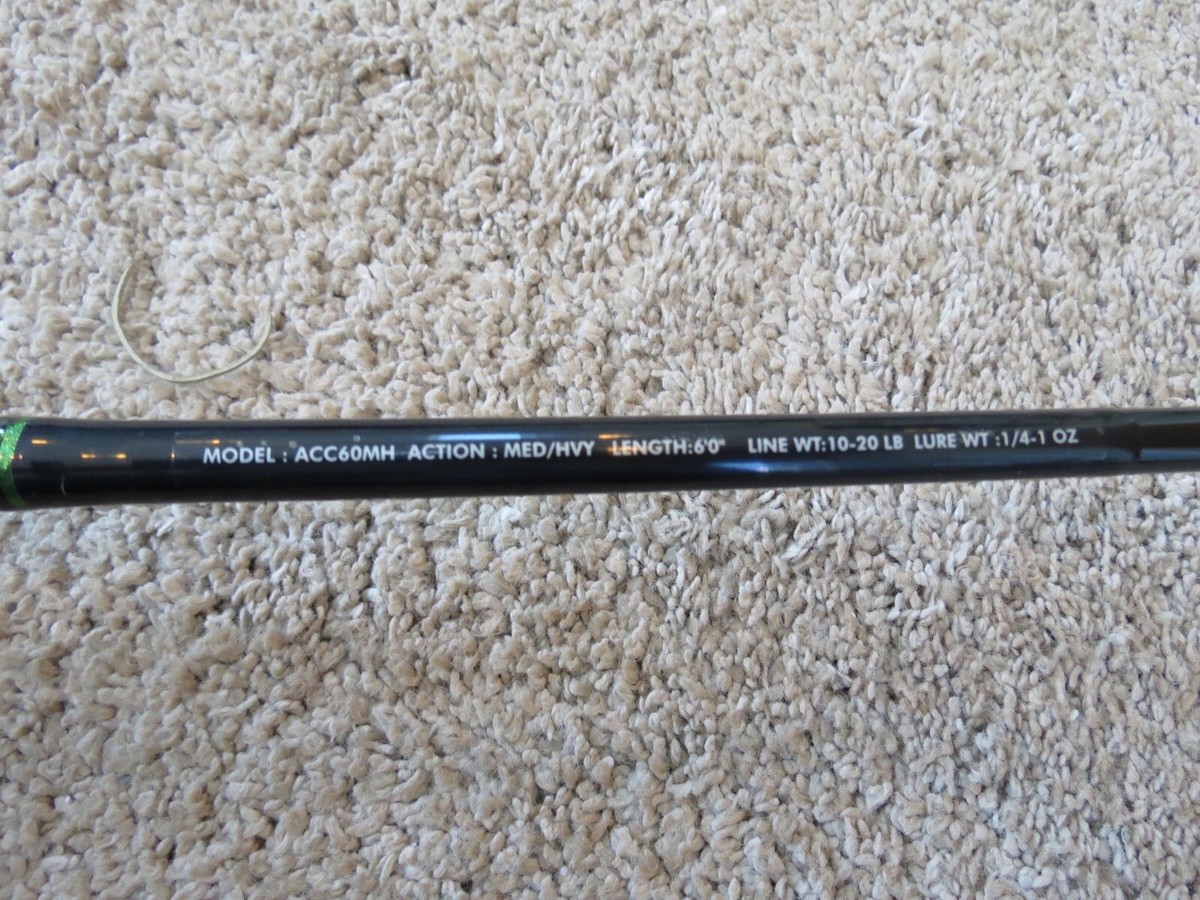 MODEL : ACC60MH ACTION : MED/HVY LENGTH:6'0" LINE WT:10-20 LB LURE WT :1/4-1 OZ